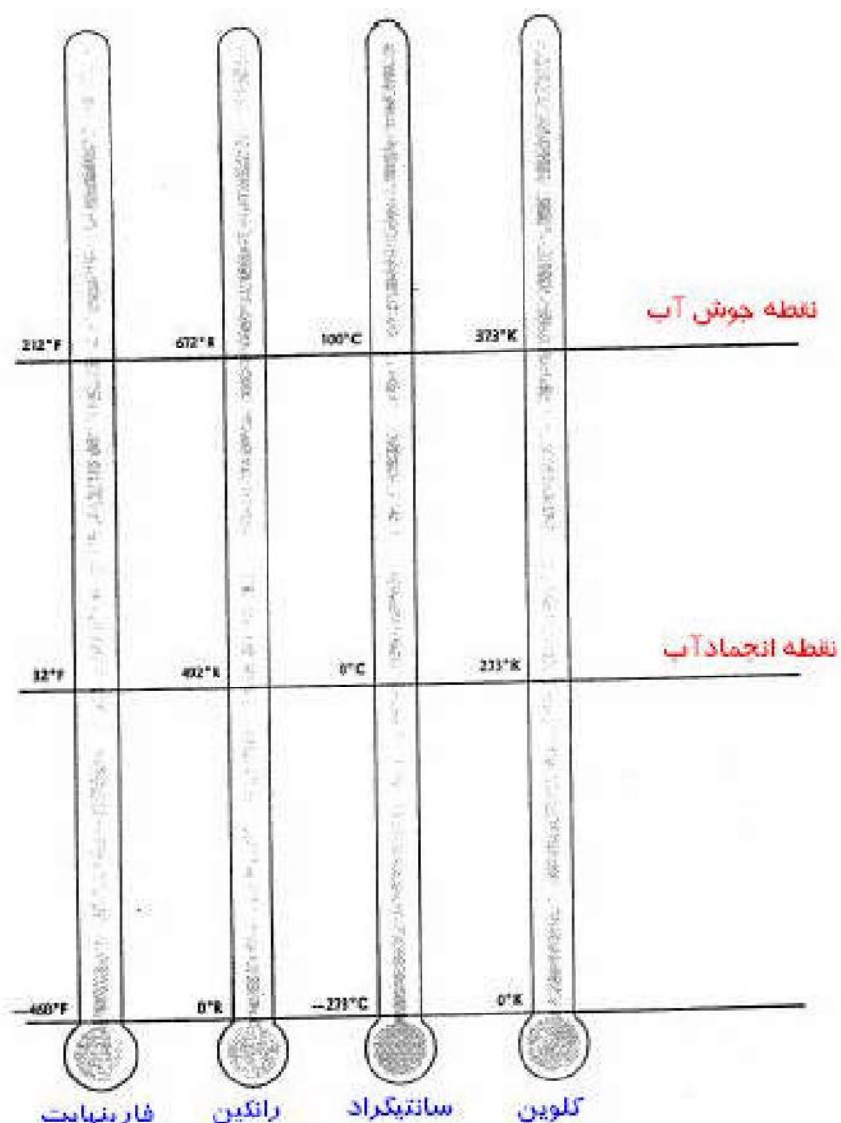 نقطه جوش آب
212°F 672°R 100°C 373°K
نقطه انجماد آب
32°F 492°R 0°C 273°K
—460°F 0°R —273°C 0°K
فارینهایت رانکین سانتیگراد کلوین